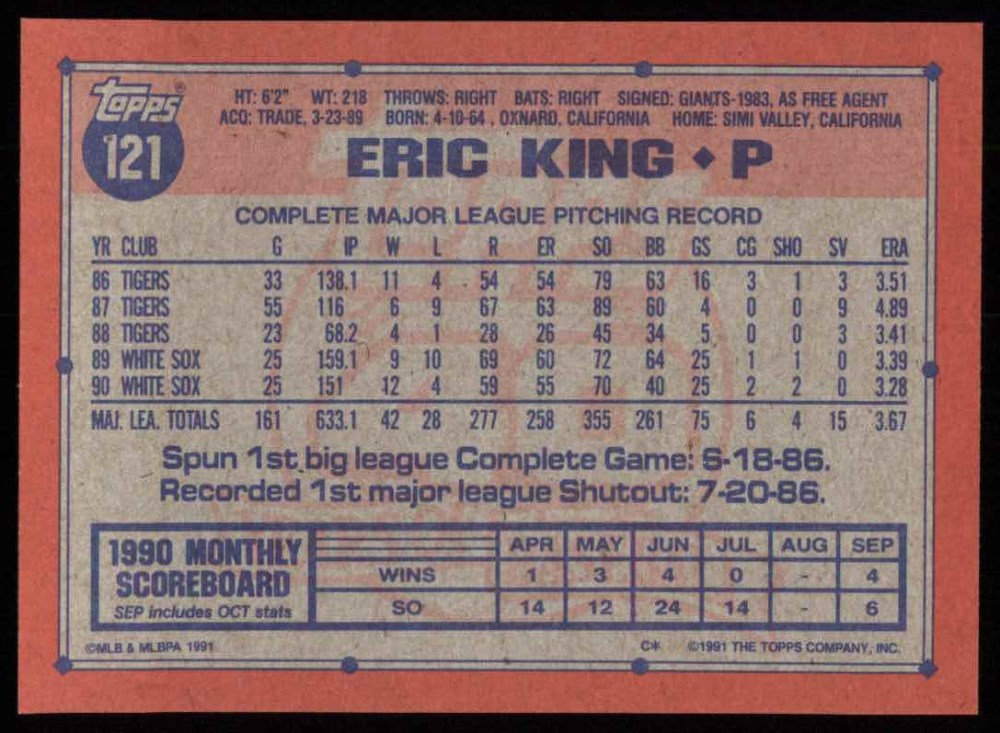 topps®
121
HT: 6'2" WT: 218 THROWS: RIGHT BATS: RIGHT SIGNED: GIANTS-1983, AS FREE AGENT
ACQ: TRADE, 3-23-89 BORN: 4-10-64 , OXNARD, CALIFORNIA HOME: SIMI VALLEY, CALIFORNIA
ERIC KING ◆ P
COMPLETE MAJOR LEAGUE PITCHING RECORD
YR CLUB G IP W L R ER SO BB GS CG SHO SV ERA
86 TIGERS 33 138.1 11 4 54 54 79 63 16 3 1 3 3.51
87 TIGERS 55 116 6 9 67 63 89 60 4 0 0 9 4.89
88 TIGERS 23 68.2 4 1 28 26 45 34 5 0 0 3 3.41
89 WHITE SOX 25 159.1 9 10 69 60 72 64 25 1 1 0 3.39
90 WHITE SOX 25 151 12 4 59 55 70 40 25 2 2 0 3.28
MAJ. LEA. TOTALS 161 633.1 42 28 277 258 355 261 75 6 4 15 3.67
Spun 1st big league Complete Game: 6-18-86.
Recorded 1st major league Shutout: 7-20-86.
1990 MONTHLY
SCOREBOARD
SEP includes OCT stats
APR MAY JUN JUL AUG SEP
WINS 1 3 4 0 - 4
SO 14 12 24 14 - 6
©MLB & MLBPA 1991 C* ©1991 THE TOPPS COMPANY, INC.